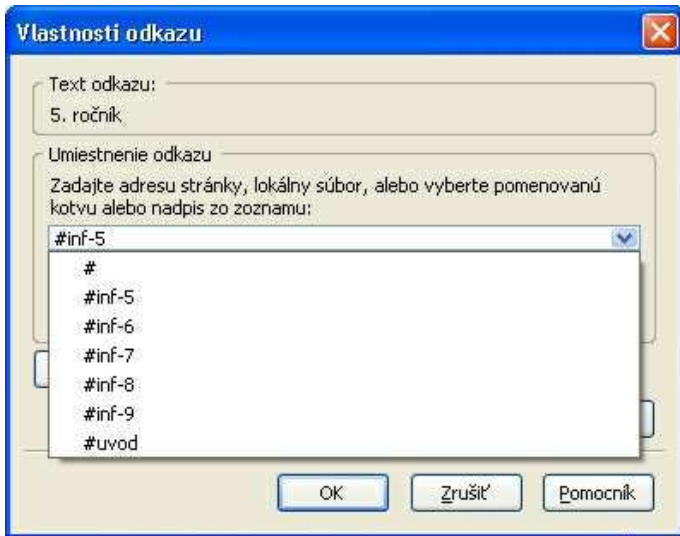 Vlastnosti odkazu
Text odkazu:
5. ročník
Umiestnenie odkazu
Zadajte adresu stránky, lokálny súbor, alebo vyberte pomenovanú
kotvu alebo nadpis zo zoznamu:
#inf-5
#
#inf-5
#inf-6
#inf-7
#inf-8
#inf-9
#uvod
OK
Zrušiť
Pomocník